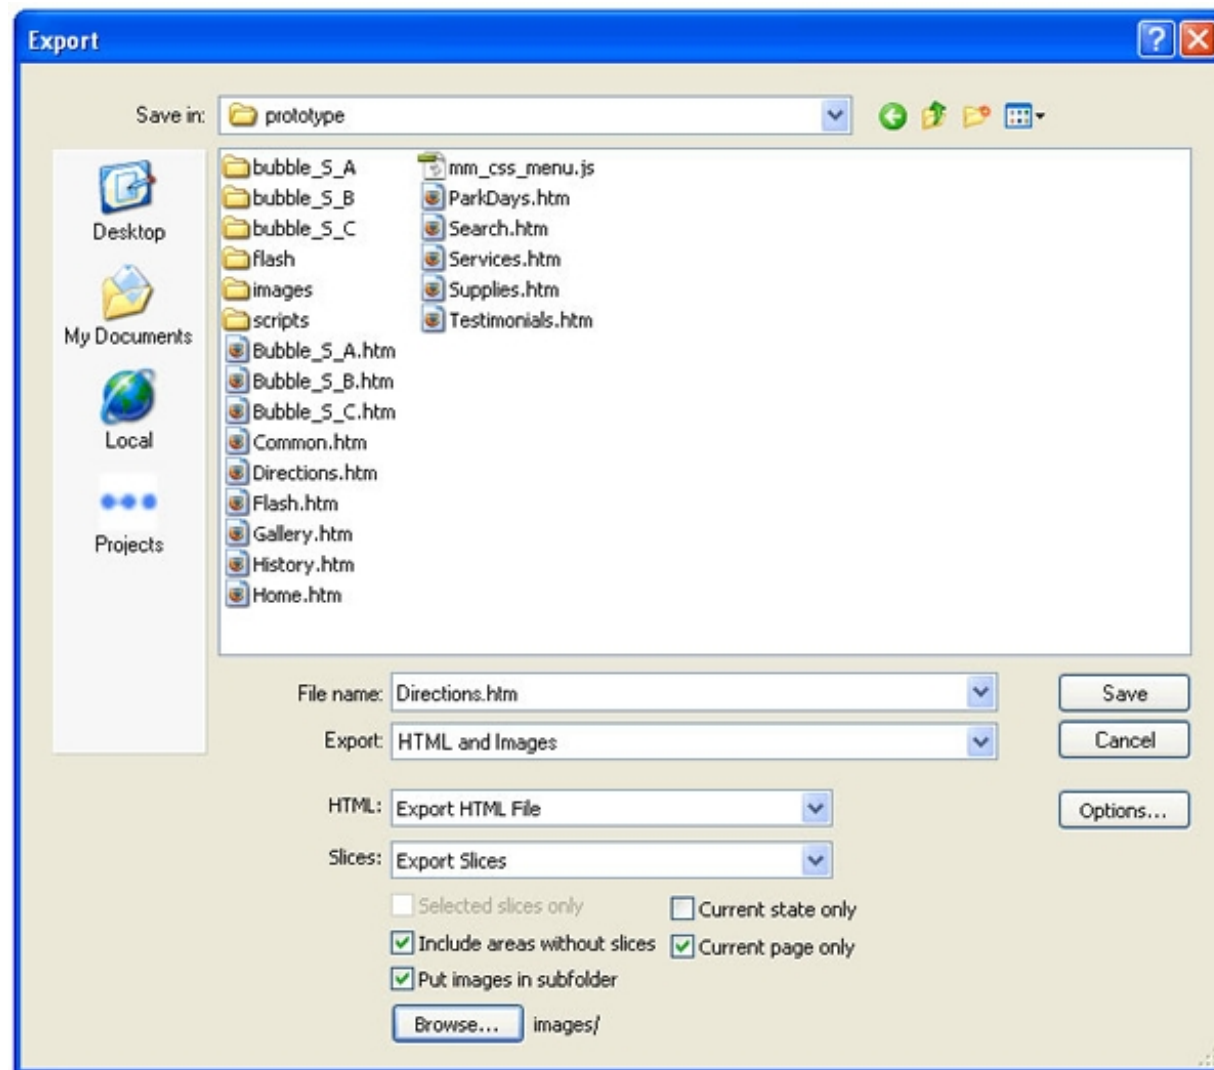 Export
Save in: prototype
Desktop
My Documents
Local
Projects
bubble_S_A
bubble_S_B
bubble_S_C
flash
images
scripts
Bubble_S_A.htm
Bubble_S_B.htm
Bubble_S_C.htm
Common.htm
Directions.htm
Flash.htm
Gallery.htm
History.htm
Home.htm
mm_css_menu.js
ParkDays.htm
Search.htm
Services.htm
Supplies.htm
Testimonials.htm
File name: Directions.htm Save
Export: HTML and Images Cancel
HTML: Export HTML File Options...
Slices: Export Slices
Selected slices only Current state only
Include areas without slices Current page only
Put images in subfolder
Browse... images/